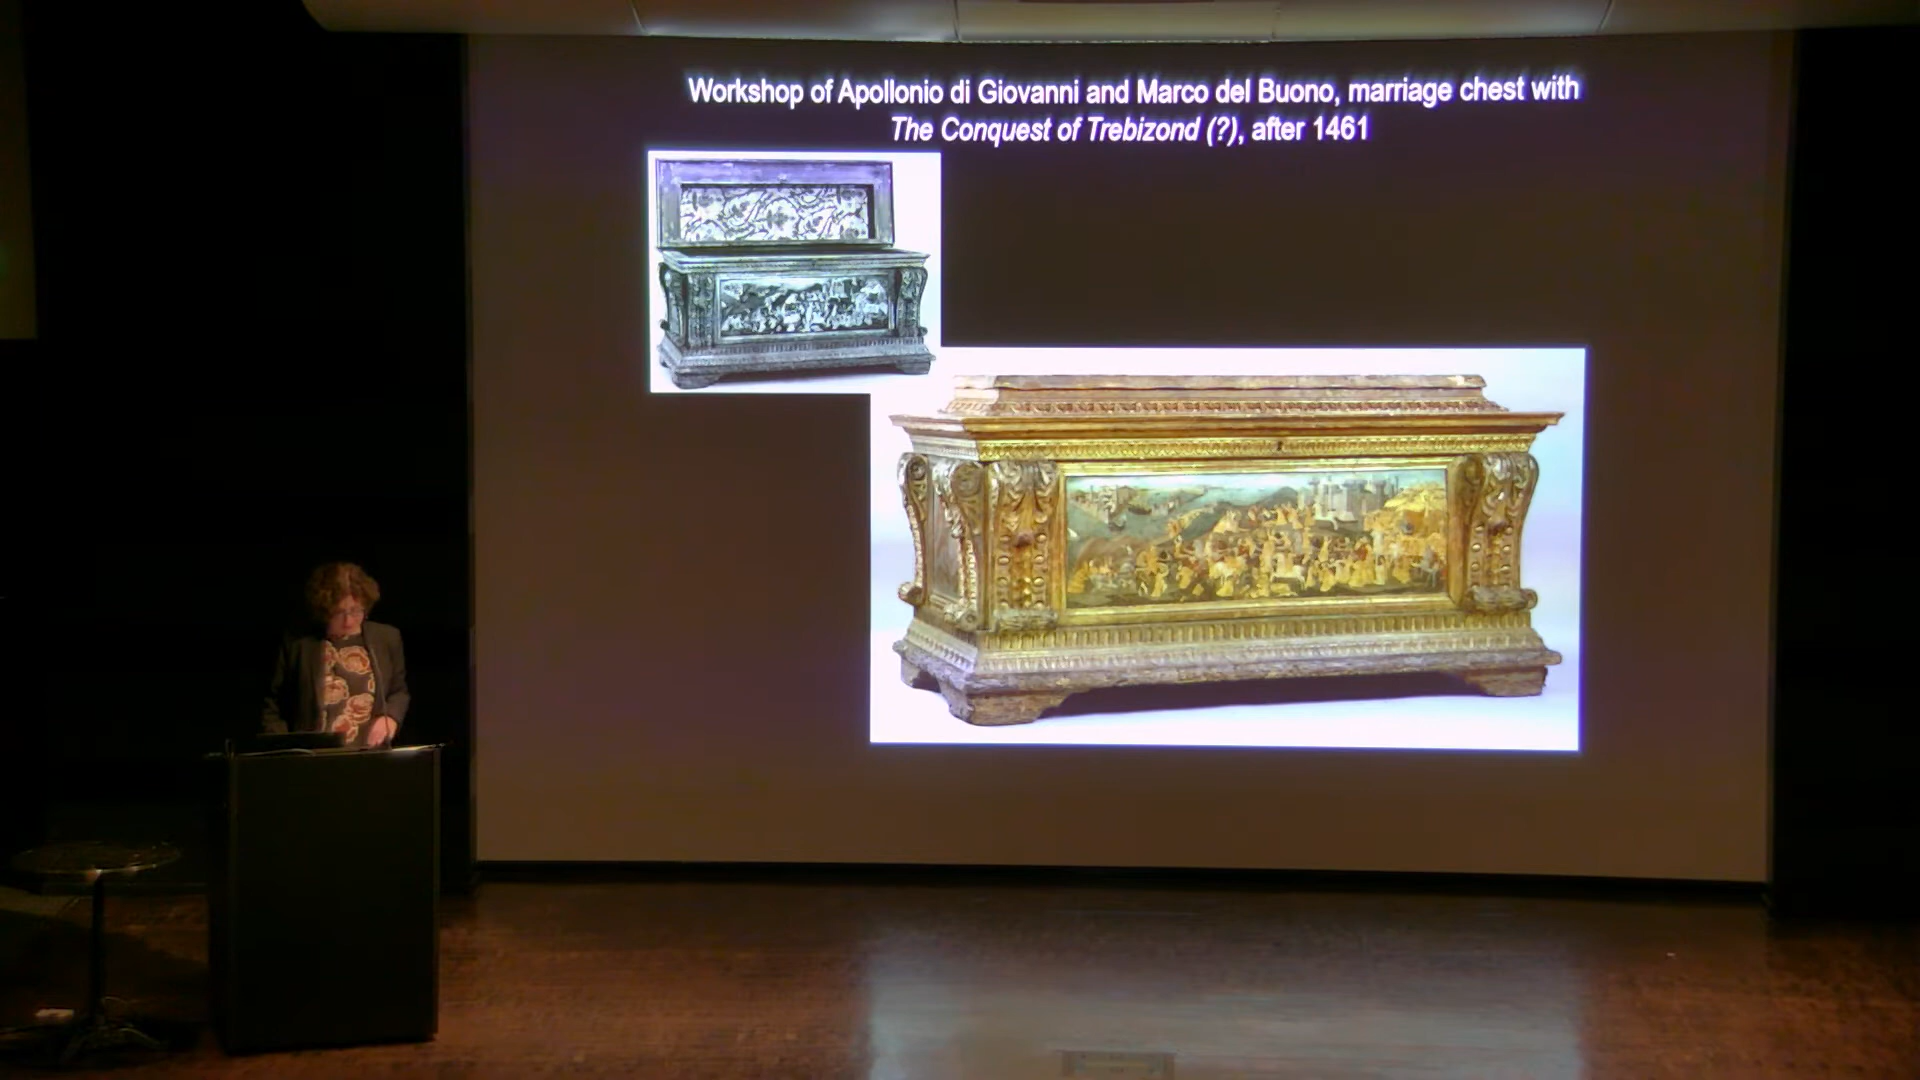 Workshop of Apollonio di Giovanni and Marco del Buono, marriage chest with
The Conquest of Trebizond (?), after 1461